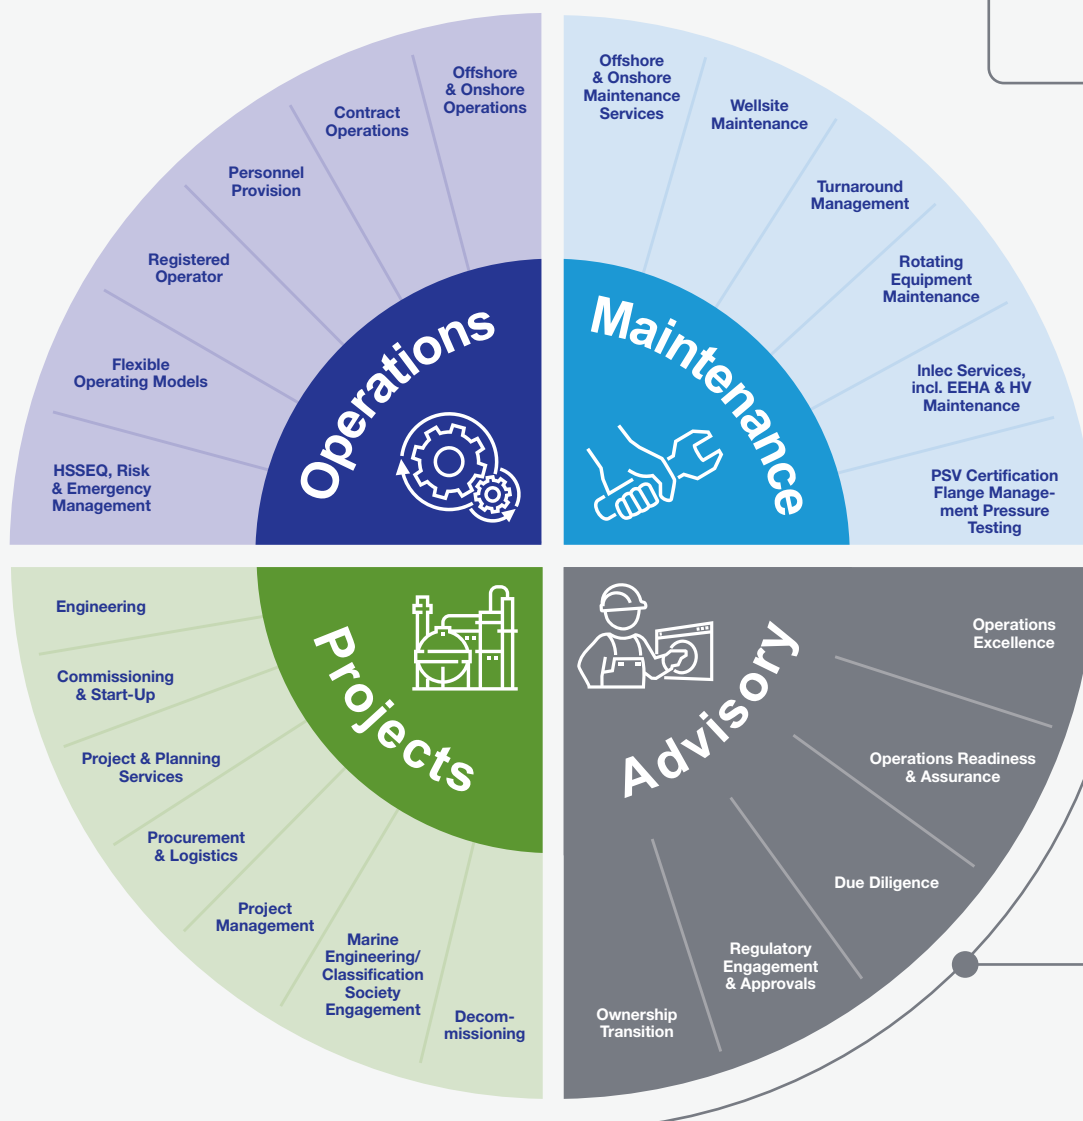 Operations
Offshore
& Onshore
Operations
Contract
Operations
Personnel
Provision
Registered
Operator
Flexible
Operating Models
HSSEQ, Risk
& Emergency
Management
Maintenance
Offshore
& Onshore
Maintenance
Services
Wellsite
Maintenance
Turnaround
Management
Rotating
Equipment
Maintenance
Inlec Services,
incl. EEHA & HV
Maintenance
PSV Certification
Flange Manage-
ment Pressure
Testing
Projects
Engineering
Commissioning
& Start-Up
Project & Planning
Services
Procurement
& Logistics
Project
Management
Marine
Engineering/
Classification
Society
Engagement
Decom-
missioning
Advisory
Operations
Excellence
Operations Readiness
& Assurance
Due Diligence
Regulatory
Engagement
& Approvals
Ownership
Transition